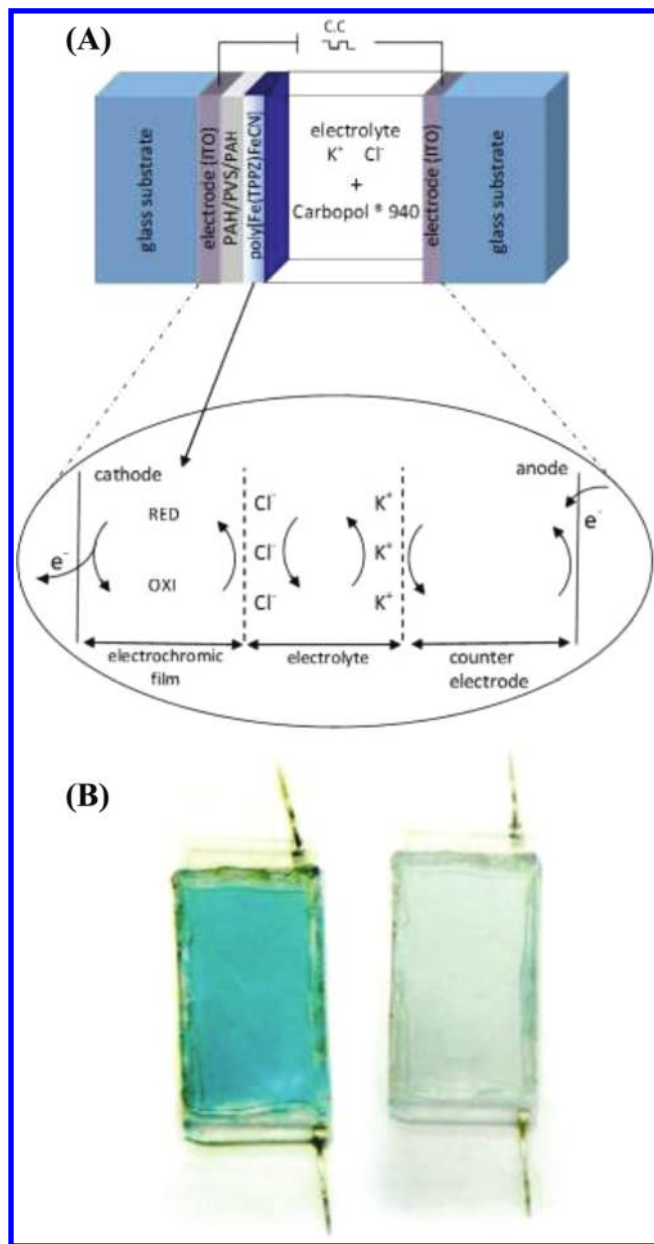 (A)
C.C
glass substrate
electrode (ITO)
PAH/PVS/PAH
poly[Fe(TPPZ)FeCN]
electrolyte
K⁺ Cl⁻
+
Carbopol ® 940
electrode (ITO)
glass substrate
cathode
anode
RED
Cl⁻
K⁺
e⁻
e⁻
Cl⁻
K⁺
OXI
Cl⁻
K⁺
electrochromic
film
electrolyte
counter
electrode
(B)